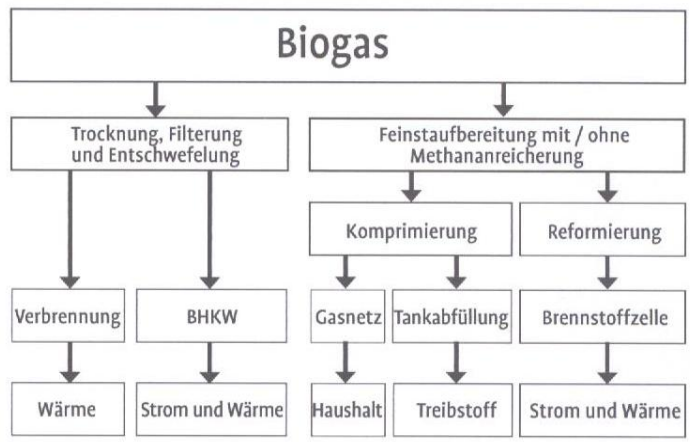 Biogas
Trocknung, Filterung
und Entschwefelung
Feinstaufbereitung mit / ohne
Methananreicherung
Komprimierung
Reformierung
Verbrennung
BHKW
Gasnetz
Tankabfüllung
Brennstoffzelle
Wärme
Strom und Wärme
Haushalt
Treibstoff
Strom und Wärme